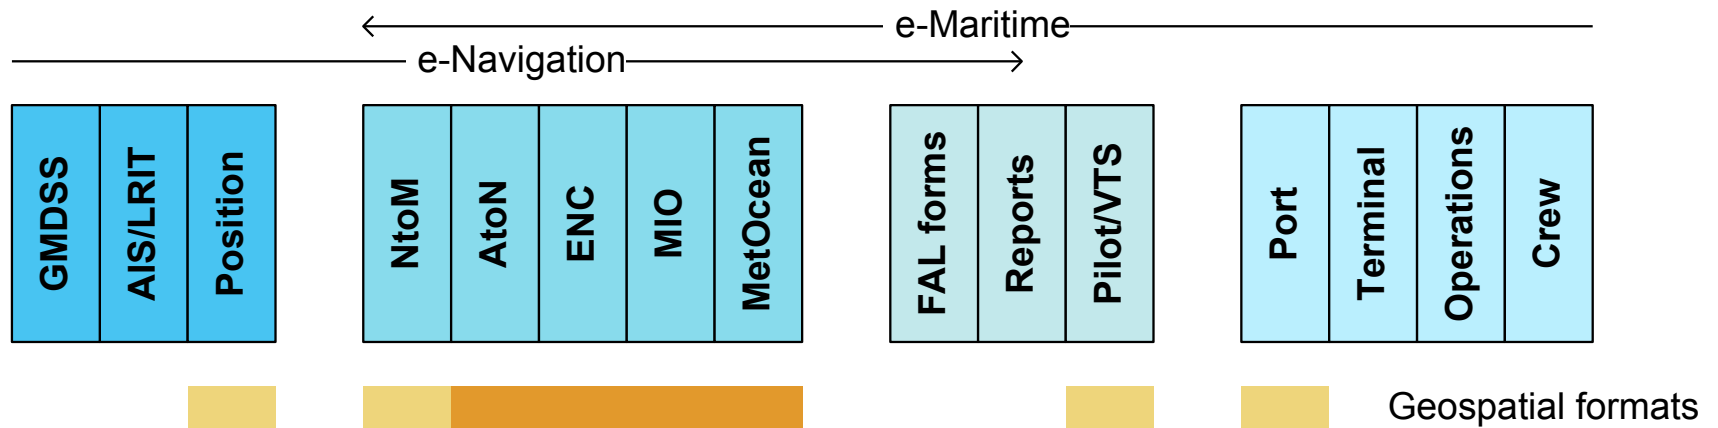 e-Maritime
e-Navigation
GMDSS
AIS/LRIT
Position
NtoM
AtoN
ENC
MIO
MetOcean
FAL forms
Reports
Pilot/VTS
Port
Terminal
Operations
Crew
Geospatial formats